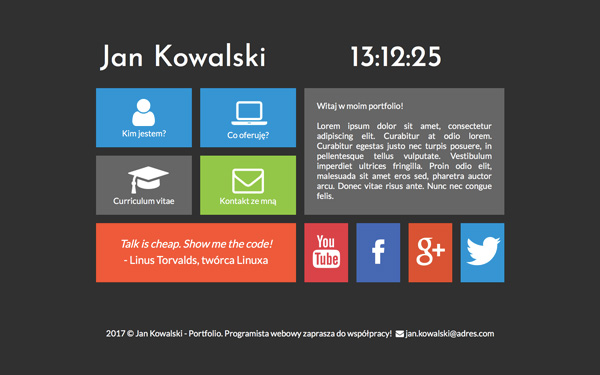 Jan Kowalski
13:12:25
Kim jestem?
Co oferuję?
Witaj w moim portfolio!
Lorem ipsum dolor sit amet, consectetur
adipiscing elit. Curabitur at odio lorem.
Curabitur egestas justo nec turpis posuere, in
pellentesque tellus vulputate. Vestibulum
imperdiet ultrices fringilla. Proin odio elit,
malesuada sit amet eros sed, pharetra auctor
arcu. Donec vitae risus ante. Nunc nec congue
felis.
Curriculum vitae
Kontakt ze mną
Talk is cheap. Show me the code!
- Linus Torvalds, twórca Linuxa
You
Tube
f
g+
2017 © Jan Kowalski - Portfolio. Programista webowy zaprasza do współpracy! jan.kowalski@adres.com